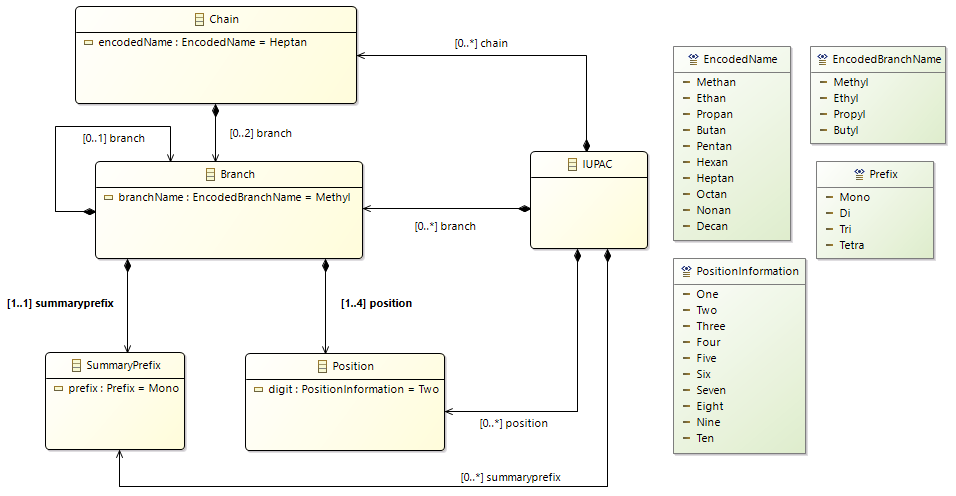 Chain
encodedName : EncodedName = Heptan
[0..*] chain
[0..2] branch
[0..1] branch
Branch
branchName : EncodedBranchName = Methyl
IUPAC
[0..*] branch
[1..1] summaryprefix
[1..4] position
SummaryPrefix
prefix : Prefix = Mono
Position
digit : PositionInformation = Two
[0..*] position
[0..*] summaryprefix
EncodedName
Methan
Ethan
Propan
Butan
Pentan
Hexan
Heptan
Octan
Nonan
Decan
EncodedBranchName
Methyl
Ethyl
Propyl
Butyl
Prefix
Mono
Di
Tri
Tetra
PositionInformation
One
Two
Three
Four
Five
Six
Seven
Eight
Nine
Ten